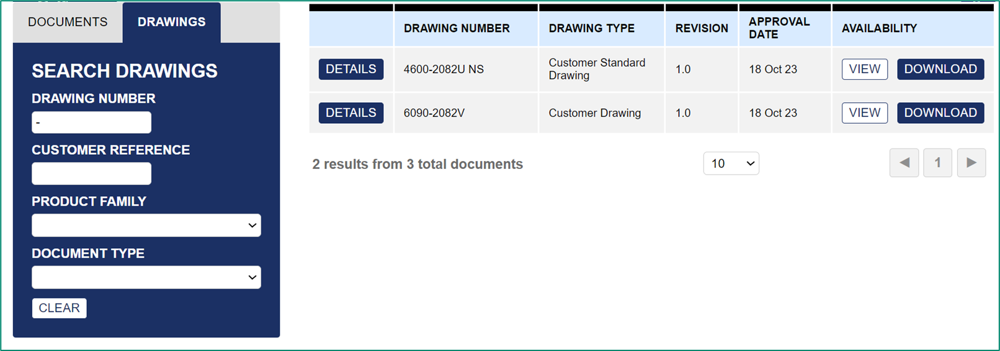 DOCUMENTS
DRAWINGS
SEARCH DRAWINGS
DRAWING NUMBER
-
CUSTOMER REFERENCE
PRODUCT FAMILY
DOCUMENT TYPE
CLEAR
DRAWING NUMBER DRAWING TYPE REVISION APPROVAL DATE AVAILABILITY
DETAILS 4600-2082U NS Customer Standard Drawing 1.0 18 Oct 23 VIEW DOWNLOAD
DETAILS 6090-2082V Customer Drawing 1.0 18 Oct 23 VIEW DOWNLOAD
2 results from 3 total documents 10 ◀ 1 ▶